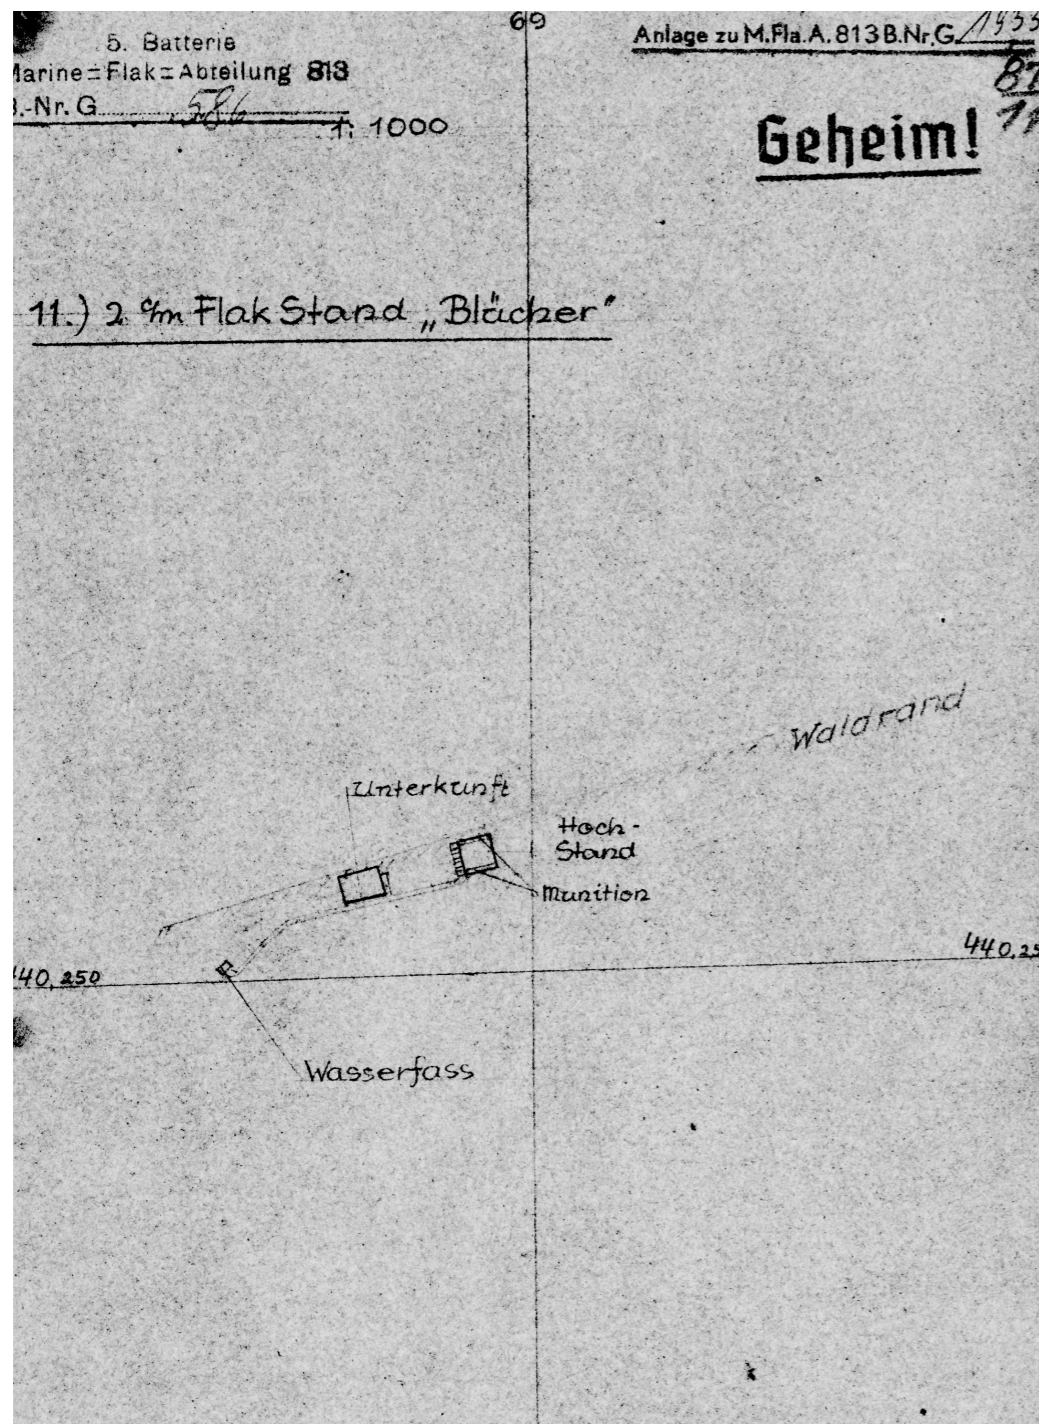 69
5. Batterie
Marine=Flak=Abteilung 813
B.-Nr. G 586
1: 1000
Anlage zu M.Fla.A. 813 B.Nr.G.
Geheim!
11.) 2 c/m Flak Stand „Blücher"
Waldrand
Unterkunft
Hoch-
Stand
Munition
440,25
440,250
Wasserfass